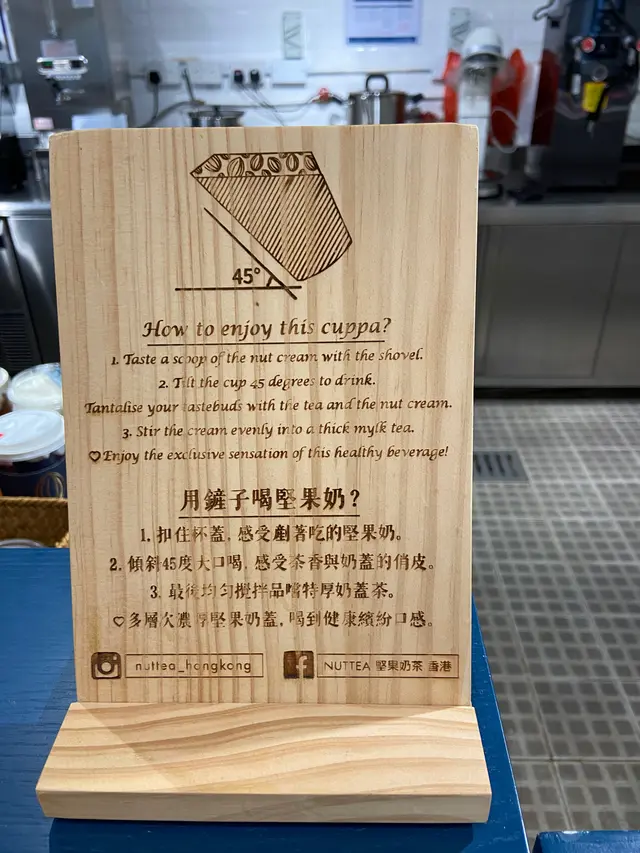 45°
How to enjoy this cuppa?
1. Taste a scoop of the nut cream with the shovel.
2. Tilt the cup 45 degrees to drink.
Tantalise your tastebuds with the tea and the nut cream.
3. Stir the cream evenly into a thick mylk tea.
♡Enjoy the exclusive sensation of this healthy beverage!
用鏟子喝堅果奶？
1. 扣住杯蓋, 感受剷著吃的堅果奶。
2. 傾斜45度大口喝, 感受茶香與奶蓋的俏皮。
3. 最後均勻攪拌品嚐特厚奶蓋茶。
♡多層次濃厚堅果奶蓋, 喝到健康繽紛口感。
nuttea_hongkong
NUTTEA 堅果奶茶 香港